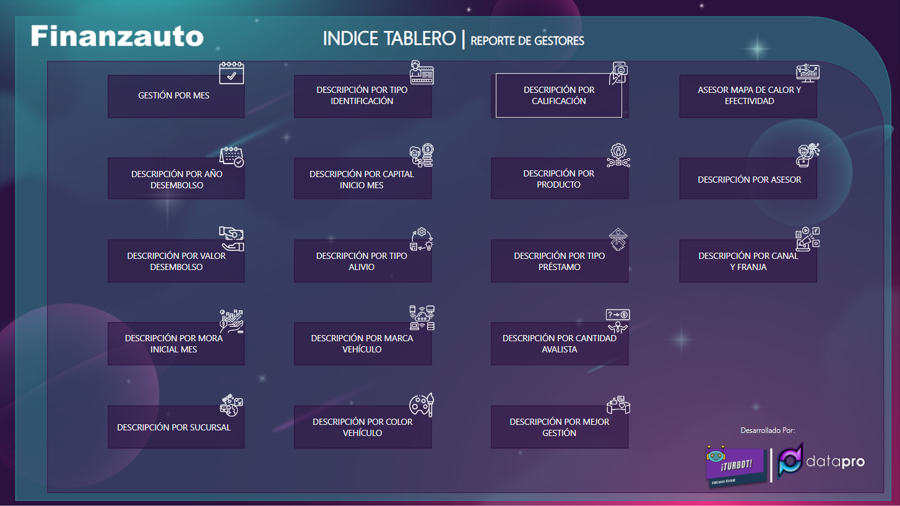 Finanzauto
INDICE TABLERO | REPORTE DE GESTORES
GESTIÓN POR MES
DESCRIPCIÓN POR TIPO
IDENTIFICACIÓN
DESCRIPCIÓN POR
CALIFICACIÓN
ASESOR MAPA DE CALOR Y
EFECTIVIDAD
DESCRIPCIÓN POR AÑO
DESEMBOLSO
DESCRIPCIÓN POR CAPITAL
INICIO MES
DESCRIPCIÓN POR
PRODUCTO
DESCRIPCIÓN POR ASESOR
DESCRIPCIÓN POR VALOR
DESEMBOLSO
DESCRIPCIÓN POR TIPO
ALIVIO
DESCRIPCIÓN POR TIPO
PRÉSTAMO
DESCRIPCIÓN POR CANAL
Y FRANJA
DESCRIPCIÓN POR MORA
INICIAL MES
DESCRIPCIÓN POR MARCA
VEHÍCULO
DESCRIPCIÓN POR CANTIDAD
AVALISTA
DESCRIPCIÓN POR SUCURSAL
DESCRIPCIÓN POR COLOR
VEHÍCULO
DESCRIPCIÓN POR MEJOR
GESTIÓN
Desarrollado Por:
¡TURBOT!
datapro